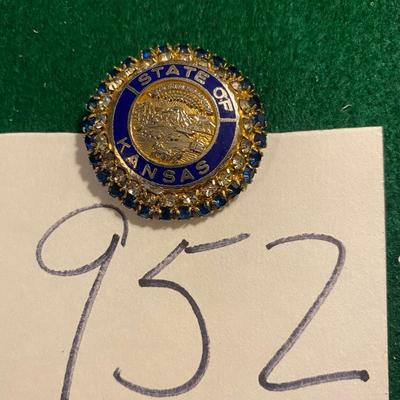 STATE OF
KANSAS
952